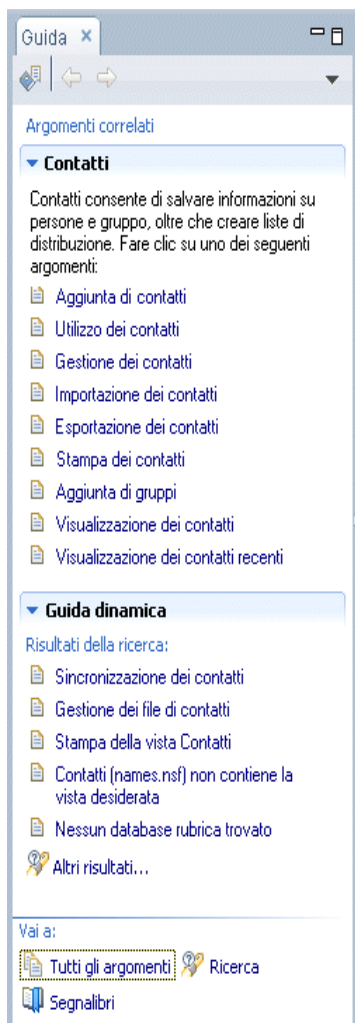 Guida
Argomenti correlati
Contatti
Contatti consente di salvare informazioni su
persone e gruppo, oltre che creare liste di
distribuzione. Fare clic su uno dei seguenti
argomenti:
Aggiunta di contatti
Utilizzo dei contatti
Gestione dei contatti
Importazione dei contatti
Esportazione dei contatti
Stampa dei contatti
Aggiunta di gruppi
Visualizzazione dei contatti
Visualizzazione dei contatti recenti
Guida dinamica
Risultati della ricerca:
Sincronizzazione dei contatti
Gestione dei file di contatti
Stampa della vista Contatti
Contatti (names.nsf) non contiene la
vista desiderata
Nessun database rubrica trovato
Altri risultati...
Vai a:
Tutti gli argomenti Ricerca
Segnalibri